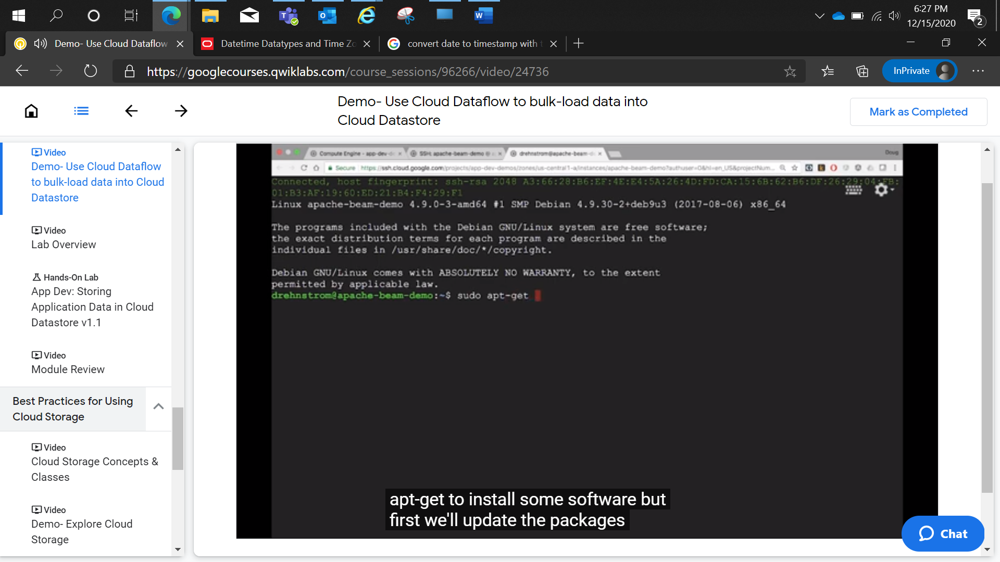 6:27 PM
12/15/2020
2
Demo- Use Cloud Dataflow
Datetime Datatypes and Time Zo
convert date to timestamp with t
https://googlecourses.qwiklabs.com/course_sessions/96266/video/24736
InPrivate
Demo- Use Cloud Dataflow to bulk-load data into
Cloud Datastore
Mark as Completed
Video
Demo- Use Cloud Dataflow
to bulk-load data into Cloud
Datastore
Video
Lab Overview
Hands-On Lab
App Dev: Storing
Application Data in Cloud
Datastore v1.1
Video
Module Review
Best Practices for Using
Cloud Storage
Video
Cloud Storage Concepts &
Classes
Video
Demo- Explore Cloud
Storage
Compute Engine - app-dev-d
SSH: apache-beam-demo @
drehnstrom@apache-beam-d
Doug
Secure https://ssh.cloud.google.com/projects/app-dev-demos/zones/us-central1-a/instances/apache-beam-demo?authuser=0&hl=en_US&projectNum...
Connected, host fingerprint: ssh-rsa 2048 A3:66:28:B6:EF:4E:E4:5A:26:4D:FD:CA:15:6B:62:B6:DF:26:29:04:FB:
01:B3:AF:19:60:ED:21:B4:F4:29:F1
Linux apache-beam-demo 4.9.0-3-amd64 #1 SMP Debian 4.9.30-2+deb9u3 (2017-08-06) x86_64
The programs included with the Debian GNU/Linux system are free software;
the exact distribution terms for each program are described in the
individual files in /usr/share/doc/*/copyright.
Debian GNU/Linux comes with ABSOLUTELY NO WARRANTY, to the extent
permitted by applicable law.
drehnstrom@apache-beam-demo:~$ sudo apt-get
apt-get to install some software but
first we'll update the packages
Chat